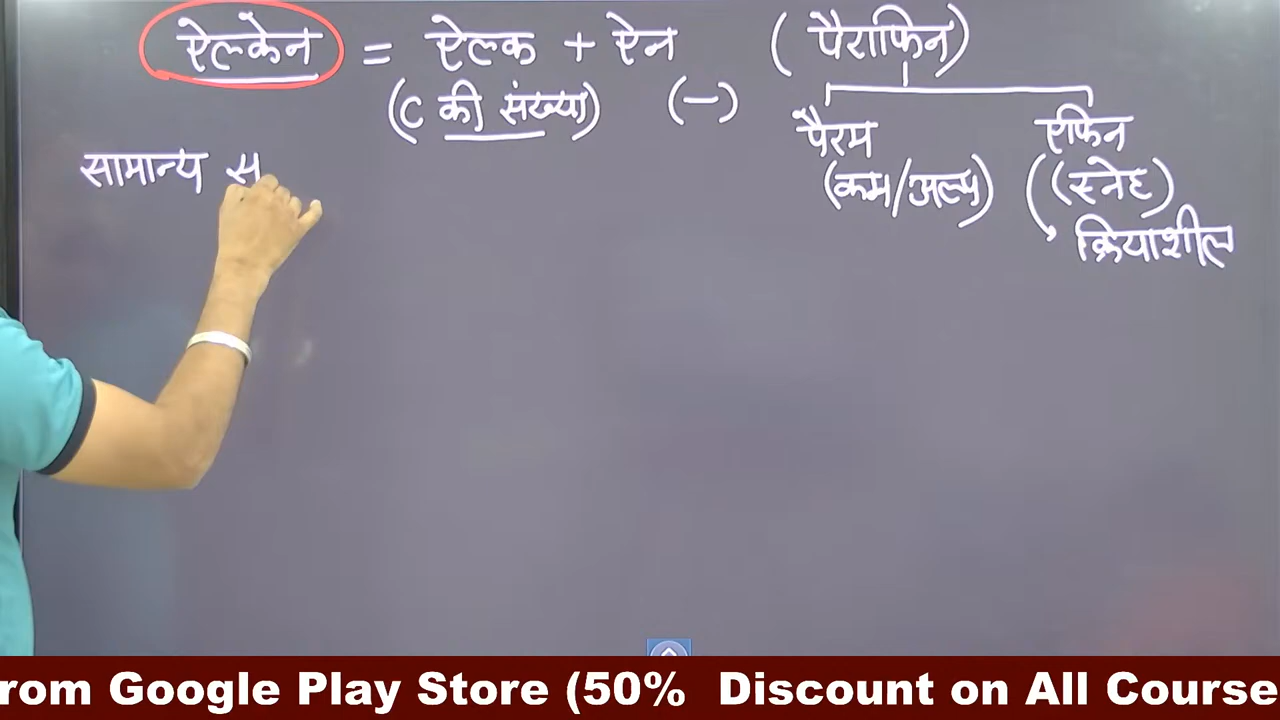 ऐल्केन = ऐल्क + ऐन (पैराफिन)
(C की संख्या) (–)
पैरम एफिन
(कम/अल्प) (स्नेह)
क्रियाशील
सामान्य
rom Google Play Store (50% Discount on All Course